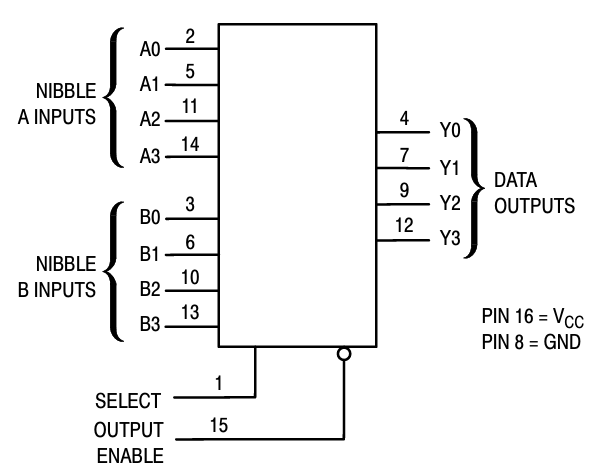 NIBBLE
A INPUTS
A0 2
A1 5
A2 11
A3 14
NIBBLE
B INPUTS
B0 3
B1 6
B2 10
B3 13
4 Y0
7 Y1
9 Y2
12 Y3
DATA
OUTPUTS
PIN 16 = VCC
PIN 8 = GND
SELECT 1
OUTPUT 15
ENABLE